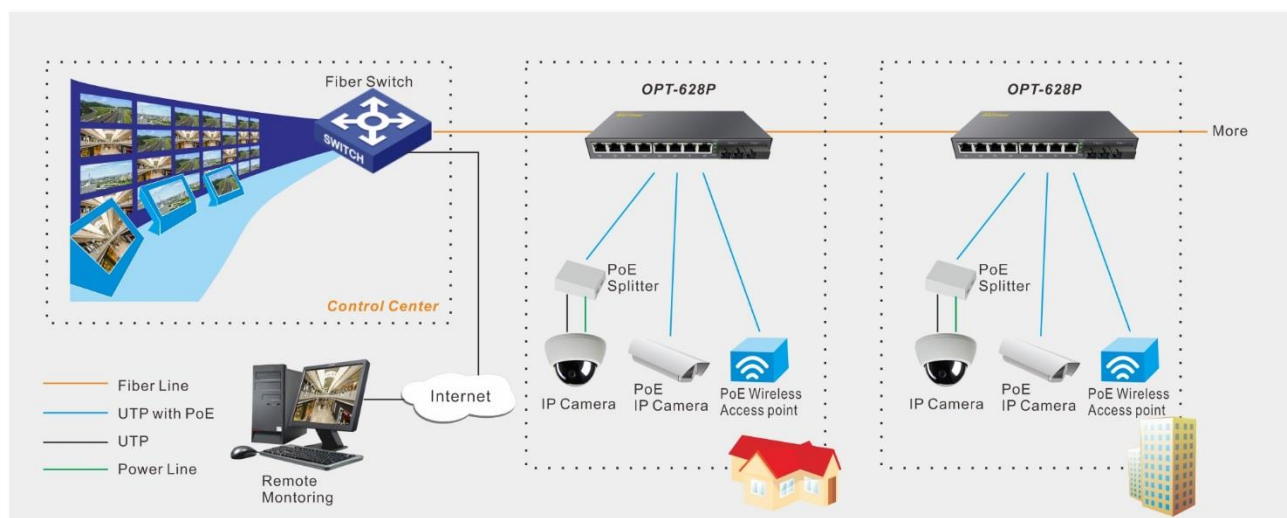 Fiber Switch
SWITCH
Control Center
OPT-628P
PoE
Splitter
IP Camera
PoE
IP Camera
PoE Wireless
Access point
OPT-628P
More
PoE
Splitter
IP Camera
PoE
IP Camera
PoE Wireless
Access point
Fiber Line
UTP with PoE
UTP
Power Line
Remote
Montoring
Internet